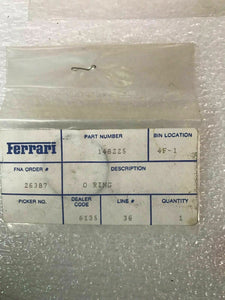 Ferrari
PART NUMBER
BIN LOCATION
148225
4F-1
FNA ORDER #
DESCRIPTION
26387
O RING
PICKER NO.
DEALER CODE
LINE #
QUANTITY
6135
36
1